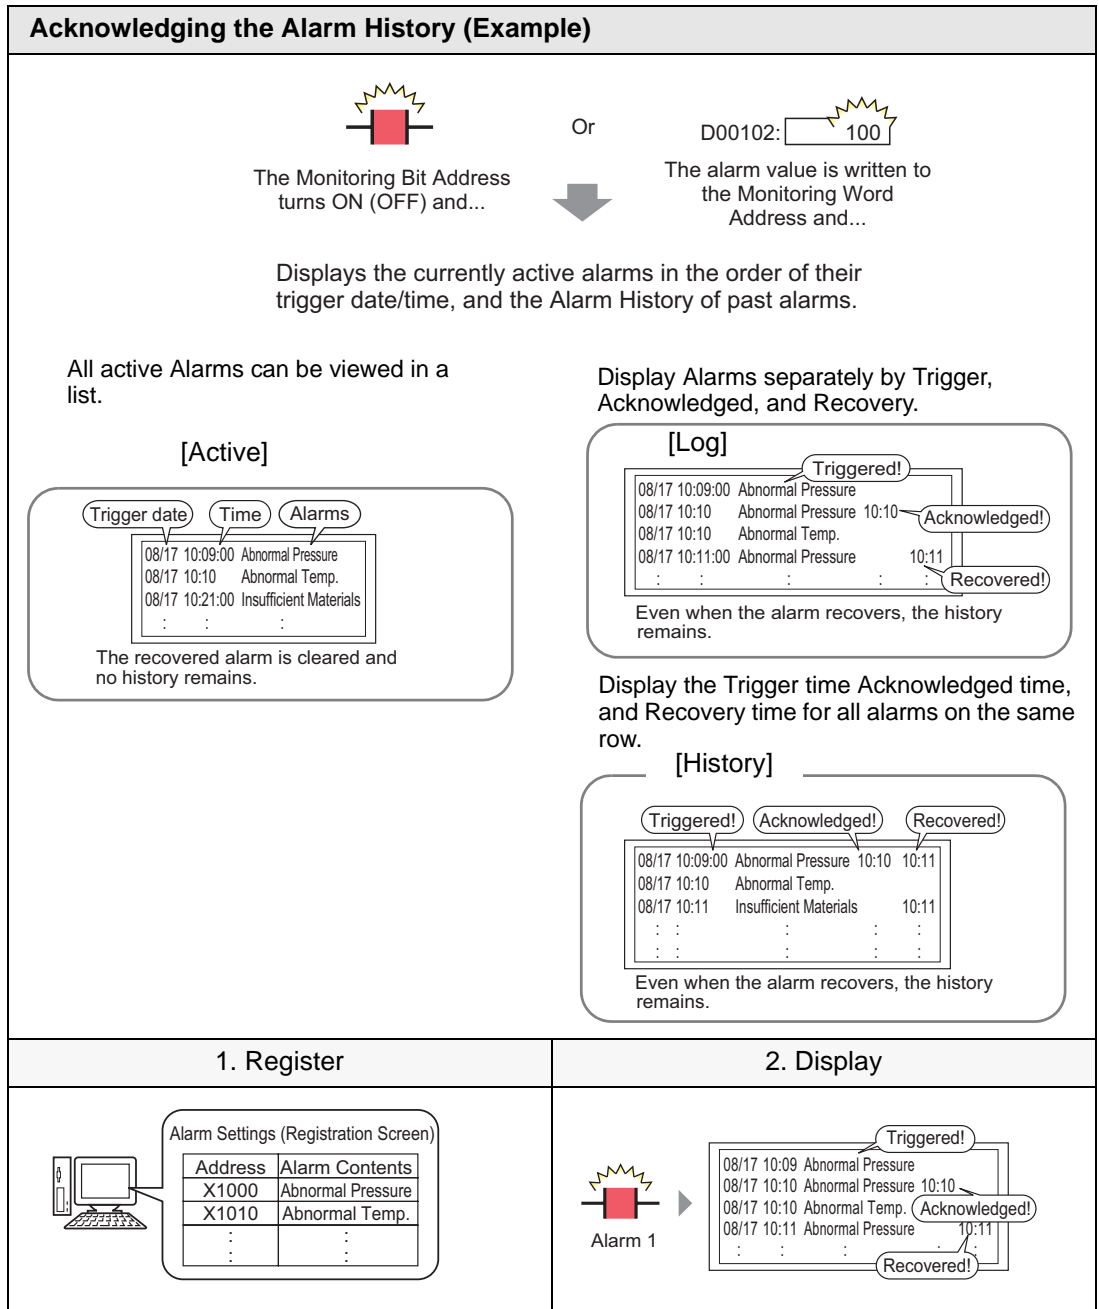 Acknowledging the Alarm History (Example)
The Monitoring Bit Address
turns ON (OFF) and...
Or
D00102: 100
The alarm value is written to
the Monitoring Word
Address and...
Displays the currently active alarms in the order of their
trigger date/time, and the Alarm History of past alarms.
All active Alarms can be viewed in a
list.
[Active]
Trigger date Time Alarms
08/17 10:09:00 Abnormal Pressure
08/17 10:10 Abnormal Temp.
08/17 10:21:00 Insufficient Materials
: : :
The recovered alarm is cleared and
no history remains.
Display Alarms separately by Trigger,
Acknowledged, and Recovery.
[Log]
Triggered!
08/17 10:09:00 Abnormal Pressure
08/17 10:10 Abnormal Pressure 10:10
Acknowledged!
08/17 10:10 Abnormal Temp.
08/17 10:11:00 Abnormal Pressure 10:11
: : : : :
Recovered!
Even when the alarm recovers, the history
remains.
Display the Trigger time Acknowledged time,
and Recovery time for all alarms on the same
row.
[History]
Triggered! Acknowledged! Recovered!
08/17 10:09:00 Abnormal Pressure 10:10 10:11
08/17 10:10 Abnormal Temp.
08/17 10:11 Insufficient Materials 10:11
: : : : :
: : : : :
Even when the alarm recovers, the history
remains.
1. Register
Alarm Settings (Registration Screen)
Address Alarm Contents
X1000 Abnormal Pressure
X1010 Abnormal Temp.
: :
: :
2. Display
Alarm 1
Triggered!
08/17 10:09 Abnormal Pressure
08/17 10:10 Abnormal Pressure 10:10
08/17 10:10 Abnormal Temp.
Acknowledged!
08/17 10:11 Abnormal Pressure 10:11
: : : : :
Recovered!